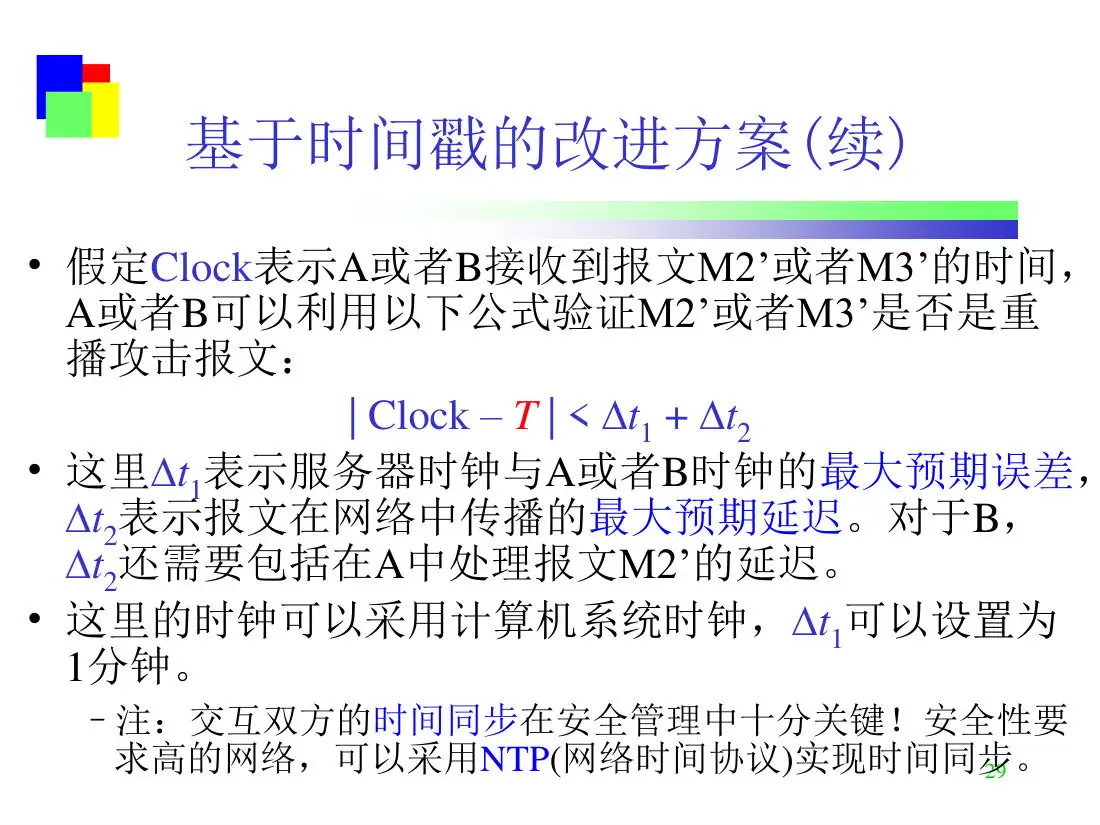 基于时间戳的改进方案(续)
• 假定Clock表示A或者B接收到报文M2’或者M3’的时间，
A或者B可以利用以下公式验证M2’或者M3’是否是重
播攻击报文：
| Clock – T | < Δt1 + Δt2
• 这里Δt1表示服务器时钟与A或者B时钟的最大预期误差，
Δt2表示报文在网络中传播的最大预期延迟。对于B，
Δt2还需要包括在A中处理报文M2’的延迟。
• 这里的时钟可以采用计算机系统时钟，Δt1可以设置为
1分钟。
– 注：交互双方的时间同步在安全管理中十分关键！安全性要
求高的网络，可以采用NTP(网络时间协议)实现时间同步。
29